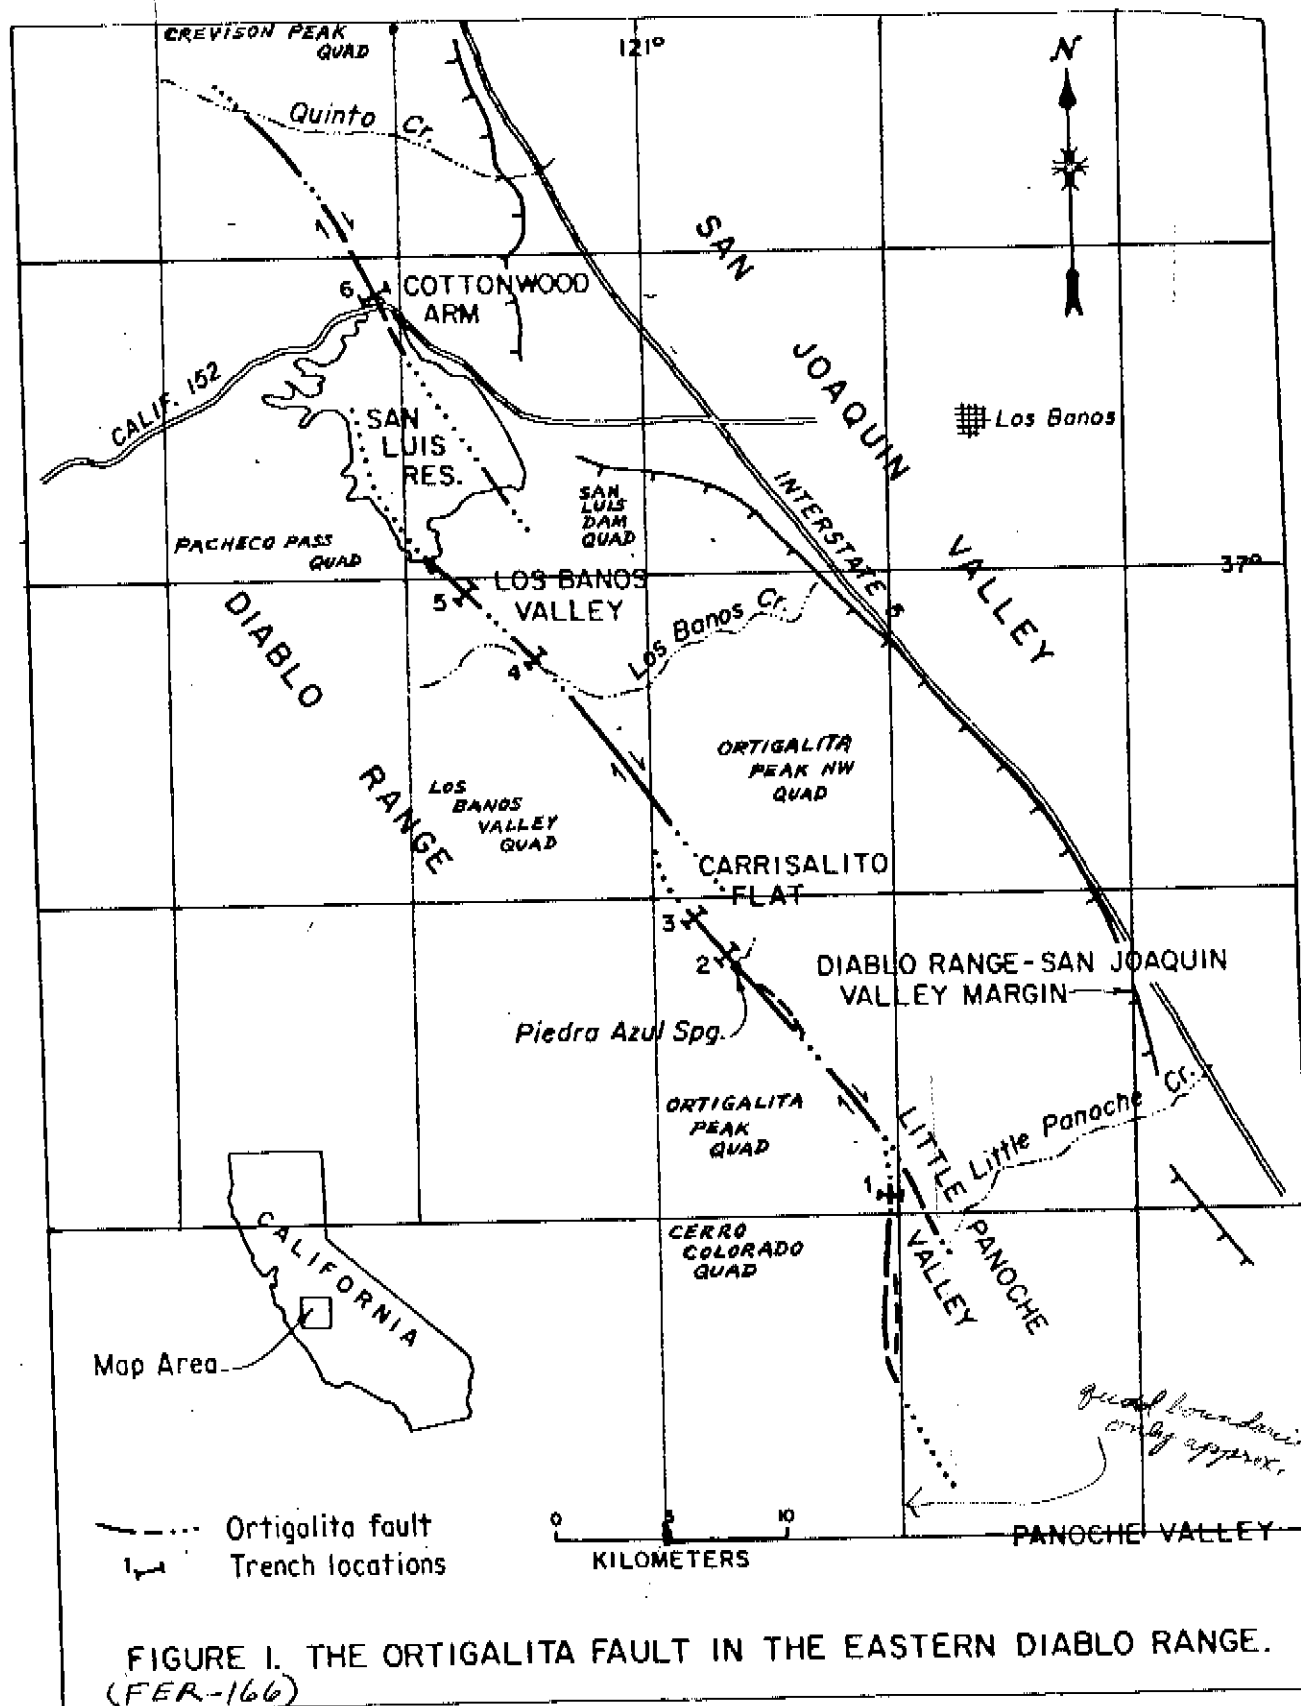 CREVISON PEAK
QUAD
121°
N
Quinto Cr.
SAN
JOAQUIN
VALLEY
6
COTTONWOOD
ARM
CALIF. 152
SAN
LUIS
RES.
Los Banos
SAN
LUIS
DAM
QUAD
INTERSTATE 5
PACHECO PASS
QUAD
37°
5
LOS BANOS
VALLEY
DIABLO
RANGE
4
Los Banos Cr.
ORTIGALITA
PEAK NW
QUAD
LOS
BANOS
VALLEY
QUAD
CARRISALITO
FLAT
3
2
DIABLO RANGE-SAN JOAQUIN
VALLEY MARGIN
Piedra Azul Spg.
ORTIGALITA
PEAK
QUAD
LITTLE PANOCHE
VALLEY
Little Panoche Cr.
1
CERRO
COLORADO
QUAD
CALIFORNIA
Map Area
quad boundarie
only approx.
Ortigalita fault
1 Trench locations
0 5 10
KILOMETERS
PANOCHE VALLEY
FIGURE 1. THE ORTIGALITA FAULT IN THE EASTERN DIABLO RANGE.
(FER-166)